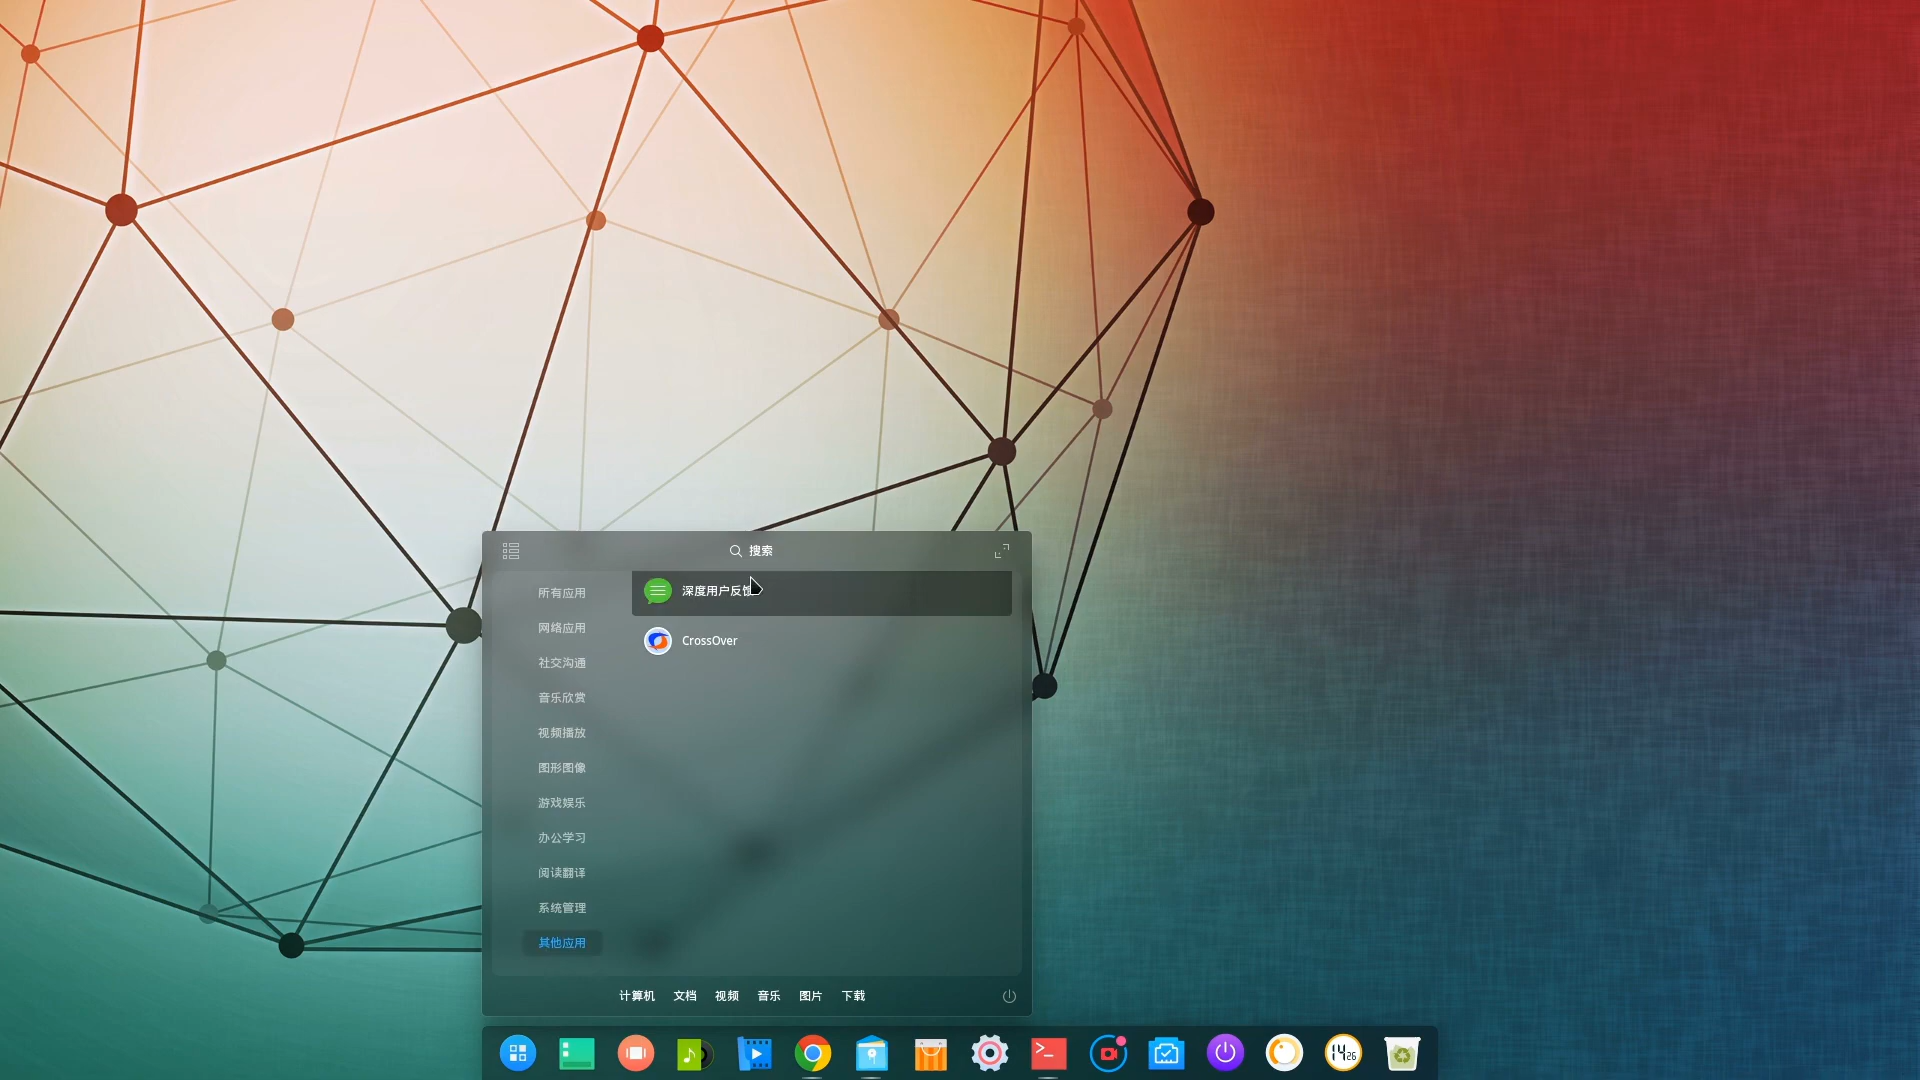 搜索
所有应用
网络应用
社交沟通
音乐欣赏
视频播放
图形图像
游戏娱乐
办公学习
阅读翻译
系统管理
其他应用
深度用户反馈
CrossOver
计算机 文档 视频 音乐 图片 下载
14 26